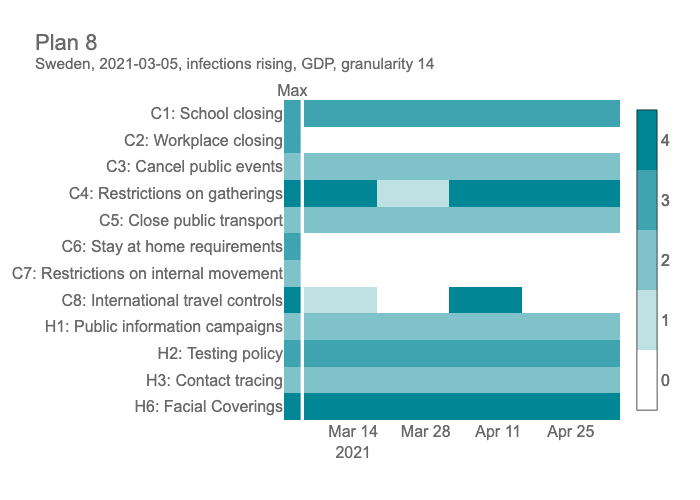 Plan 8
Sweden, 2021-03-05, infections rising, GDP, granularity 14
Max
C1: School closing
C2: Workplace closing
C3: Cancel public events
C4: Restrictions on gatherings
C5: Close public transport
C6: Stay at home requirements
C7: Restrictions on internal movement
C8: International travel controls
H1: Public information campaigns
H2: Testing policy
H3: Contact tracing
H6: Facial Coverings
Mar 14 Mar 28 Apr 11 Apr 25
2021
4
3
2
1
0